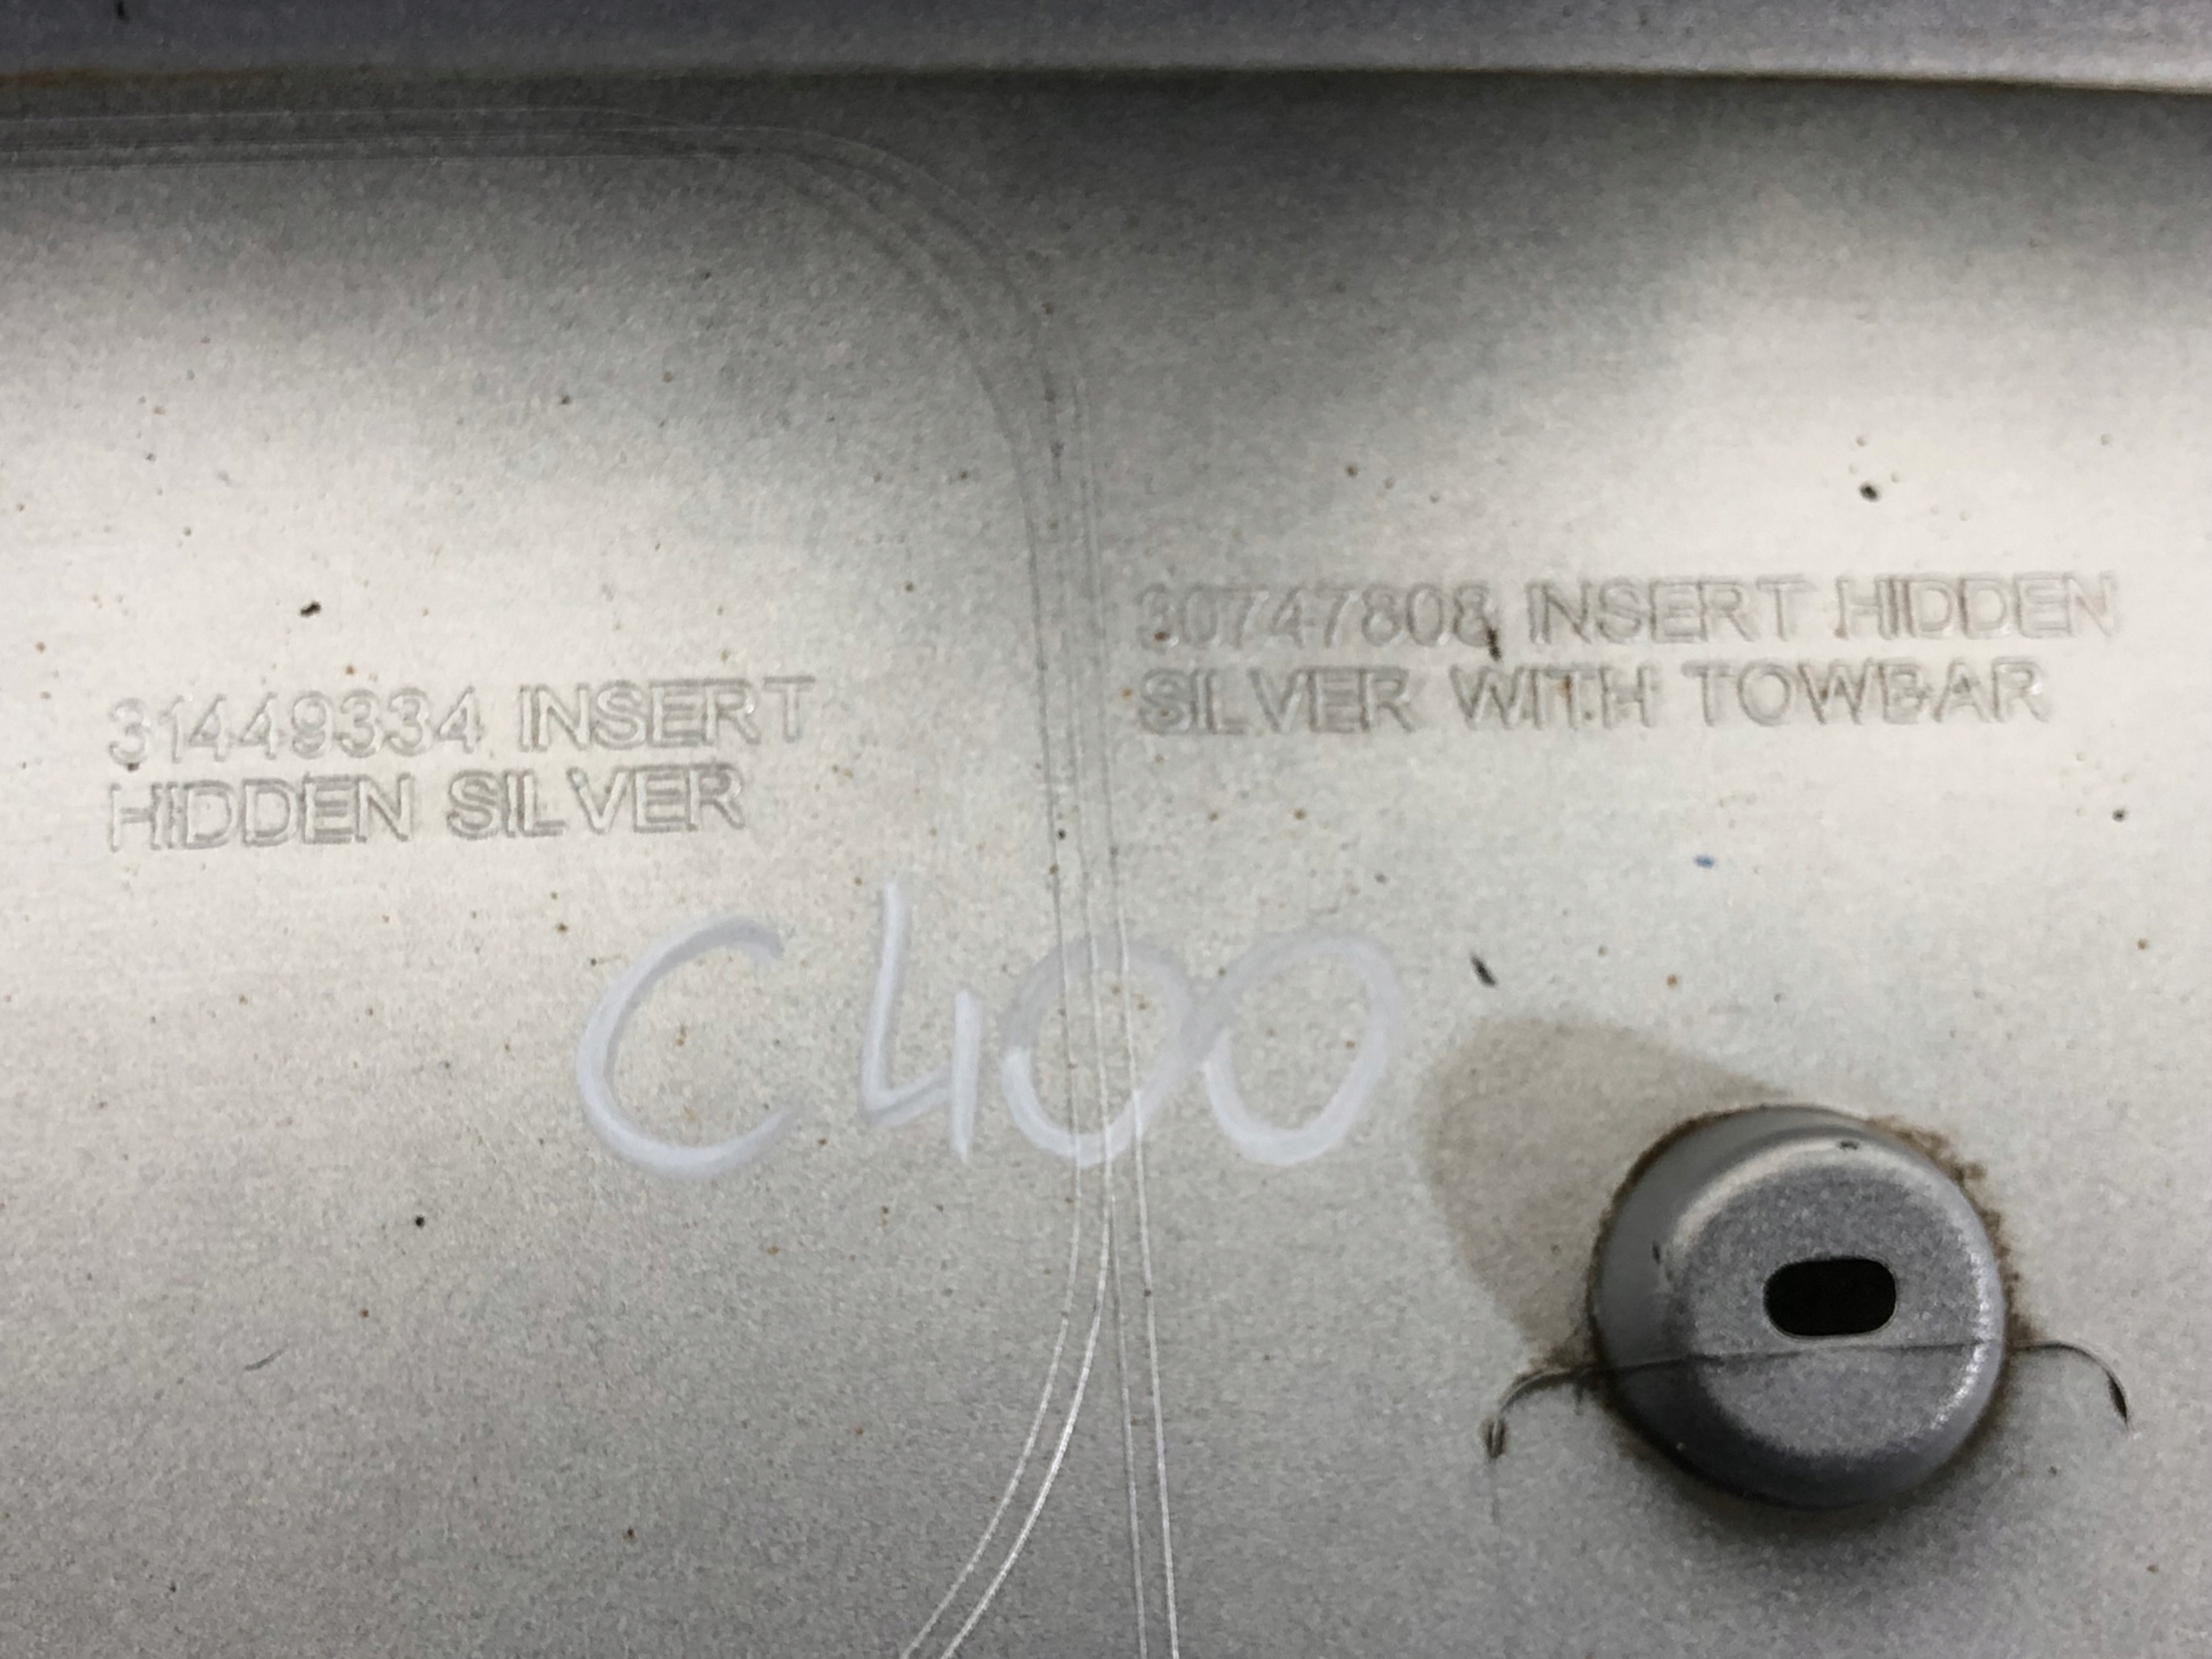 31449334 INSERT
HIDDEN SILVER
30747808 INSERT HIDDEN
SILVER WITH TOWBAR
C400